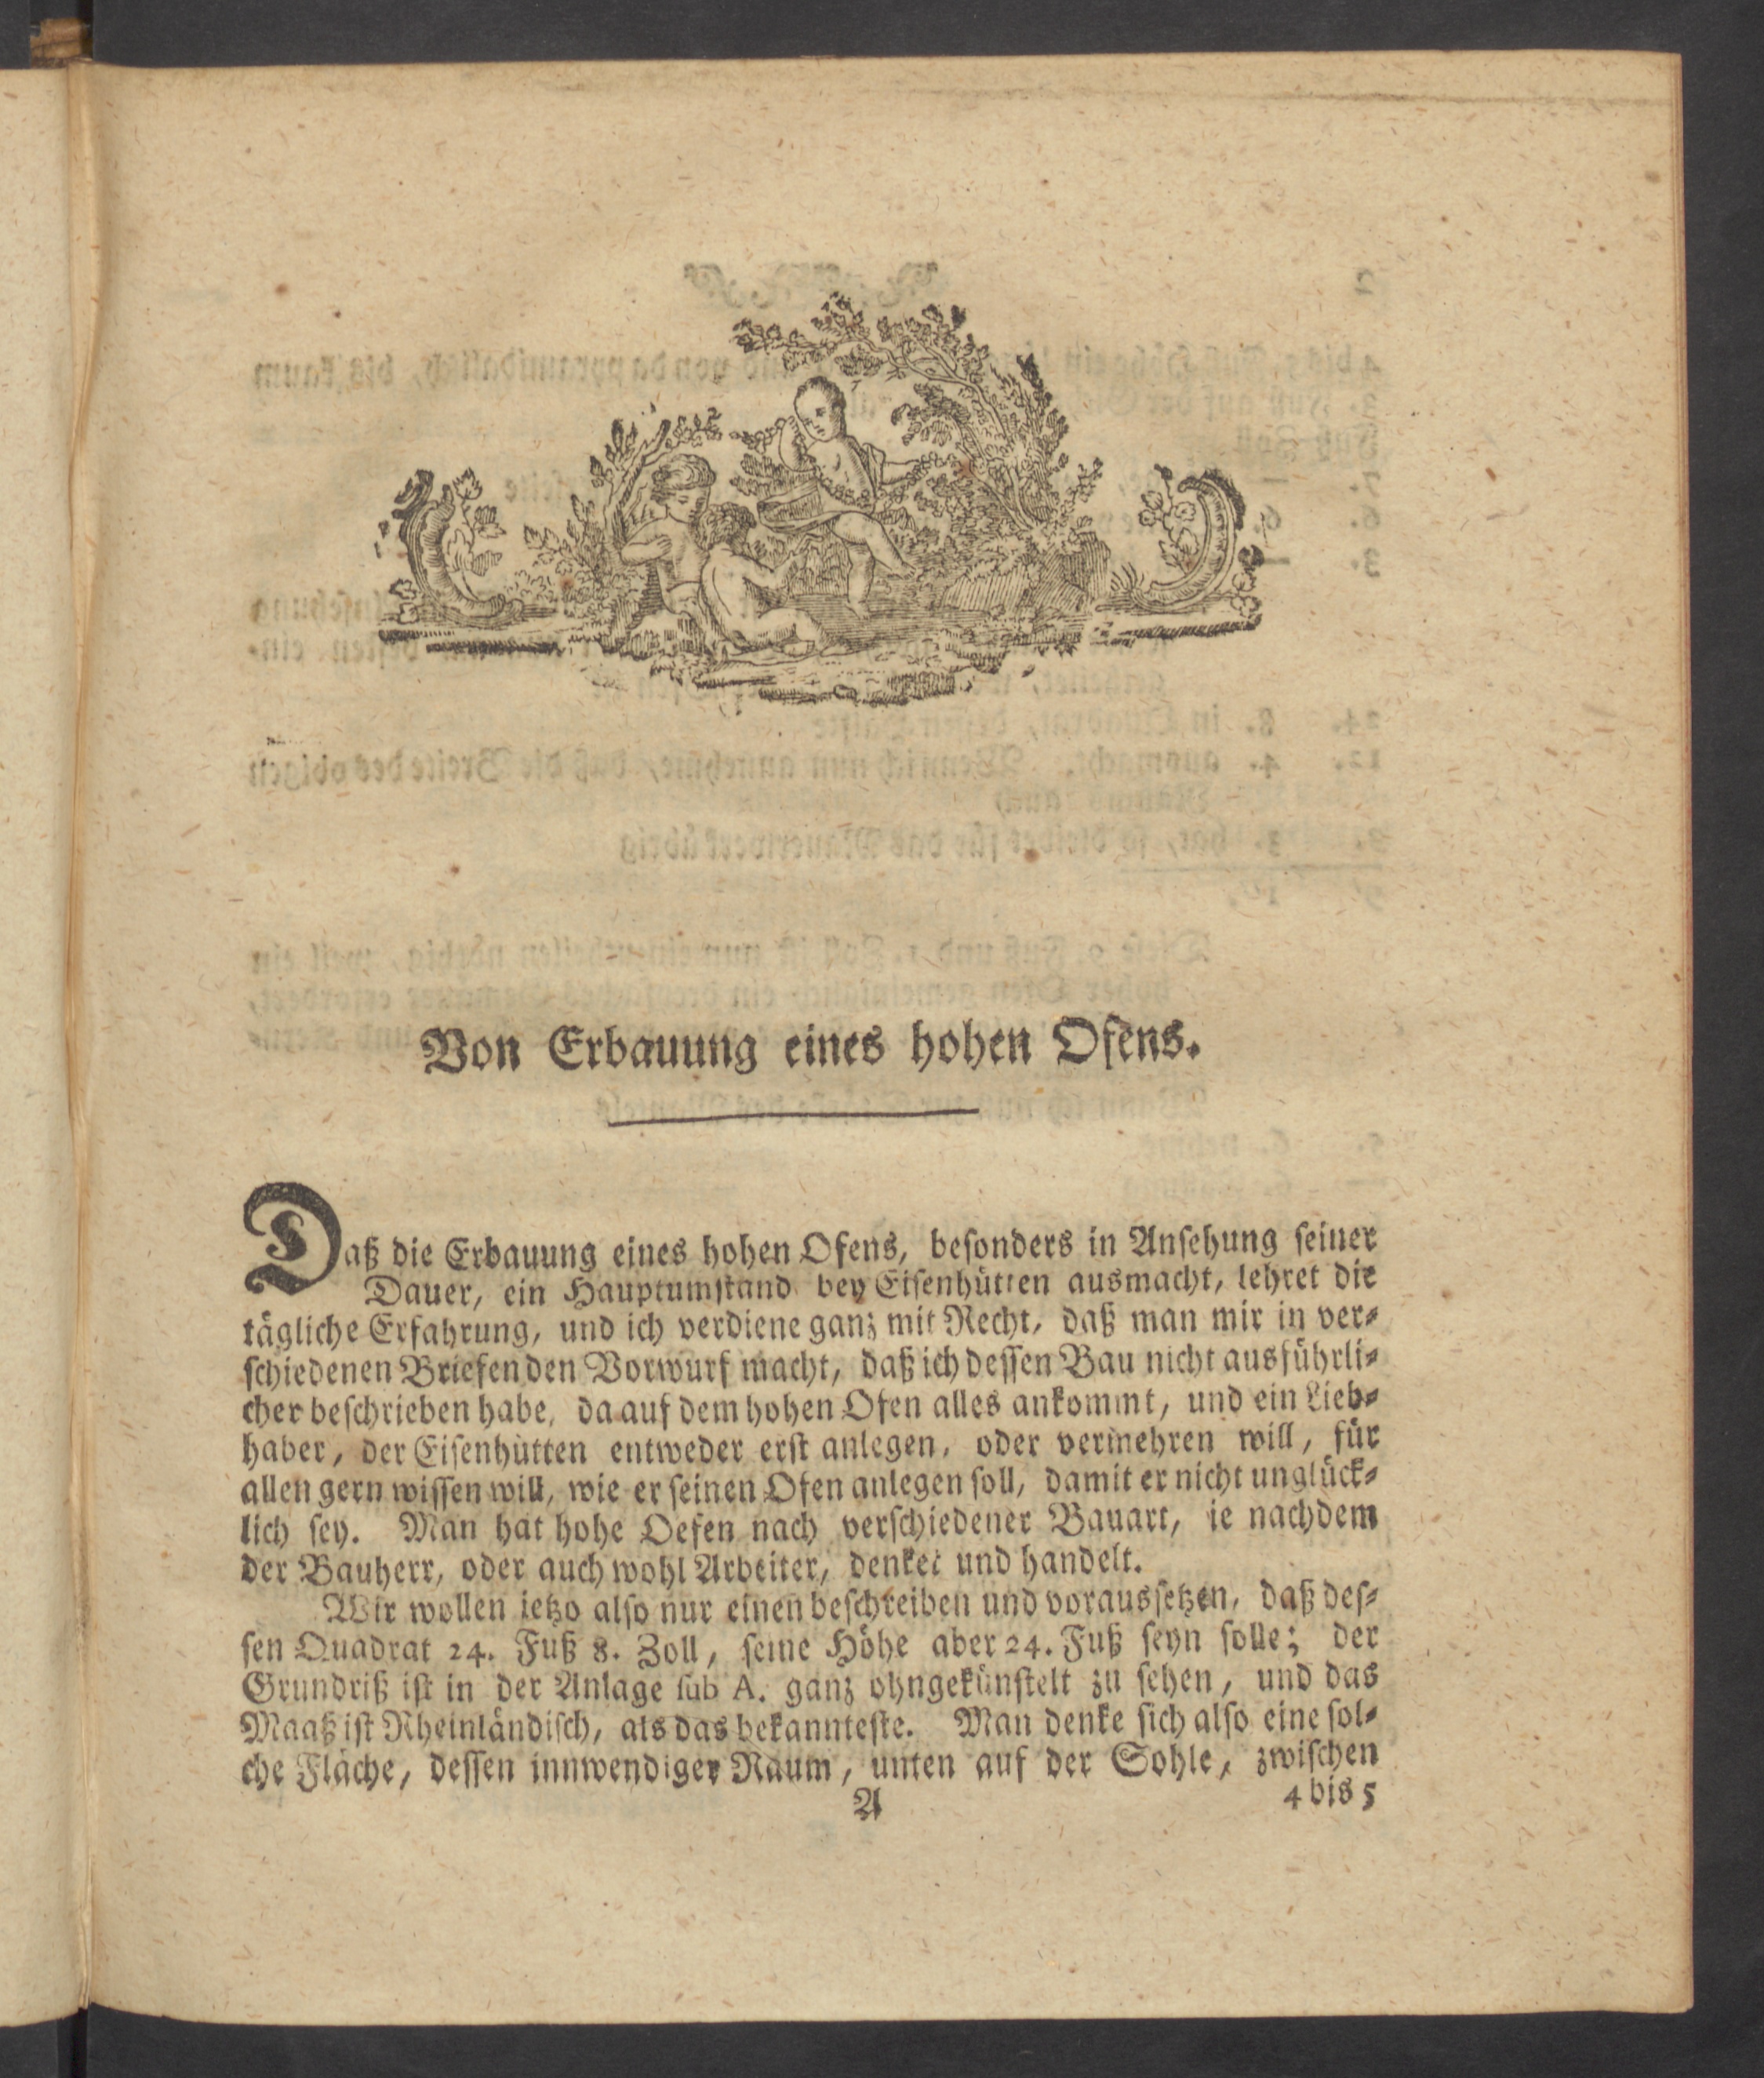 Von Erbauung eines hohen Ofens.
Daß die Erbauung eines hohen Ofens, beſonders in Anſehung ſeiner
Dauer, ein Hauptumſtand bey Eiſenhütten ausmacht, lehret die
tägliche Erfahrung, und ich verdiene ganz mit Recht, daß man mir in ver⸗
ſchiedenen Briefen den Vorwurf macht, daß ich deſſen Bau nicht ausführli⸗
cher beſchrieben habe, da auf dem hohen Ofen alles ankommt, und ein Lieb⸗
haber, der Eiſenhütten entweder erſt anlegen, oder vermehren will, für
allen gern wiſſen will, wie er ſeinen Ofen anlegen ſoll, damit er nicht unglück⸗
lich ſey. Man hat hohe Oefen nach verſchiedener Bauart, ie nachdem
der Bauherr, oder auch wohl Arbeiter, denket und handelt.
Wir wollen ietzo alſo nur einen beſchreiben und vorausſetzen, daß deſ⸗
ſen Quadrat 24. Fuß 8. Zoll, ſeine Höhe aber 24. Fuß ſeyn ſolle; der
Grundriß iſt in der Anlage ſub A. ganz ohngekünſtelt zu ſehen, und das
Maaß iſt Rheinländiſch, als das bekannteſte. Man denke ſich alſo eine ſol⸗
che Fläche, deſſen innwendiger Raum, unten auf der Sohle, zwiſchen
A 4 bis 5